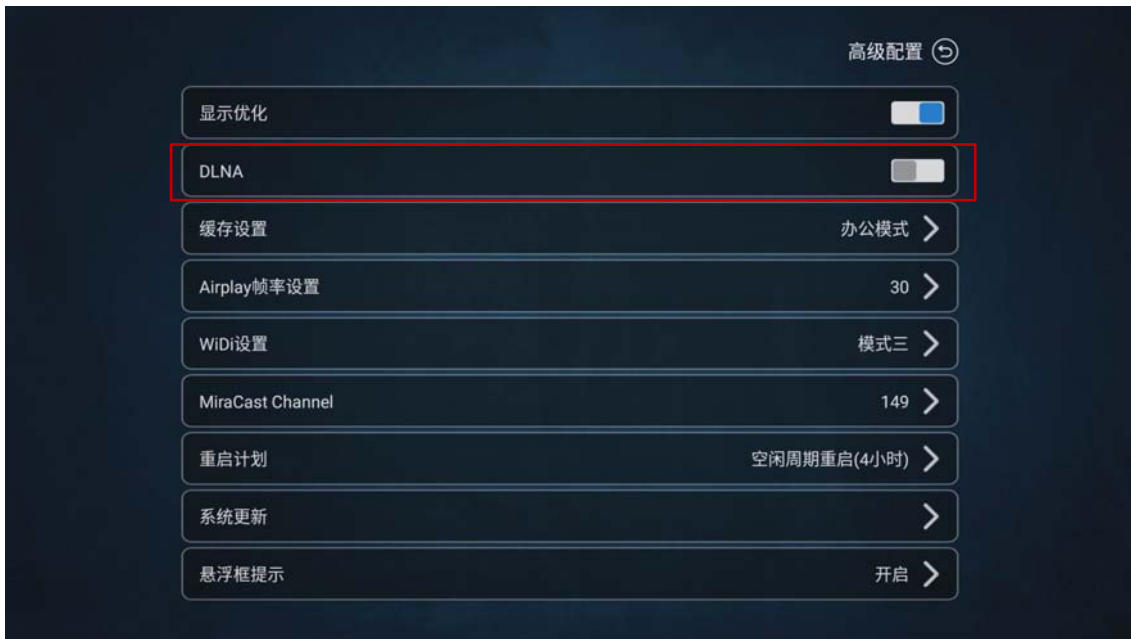 高级配置
显示优化
DLNA
缓存设置 办公模式
Airplay帧率设置 30
WiDi设置 模式三
MiraCast Channel 149
重启计划 空闲周期重启(4小时)
系统更新
悬浮框提示 开启